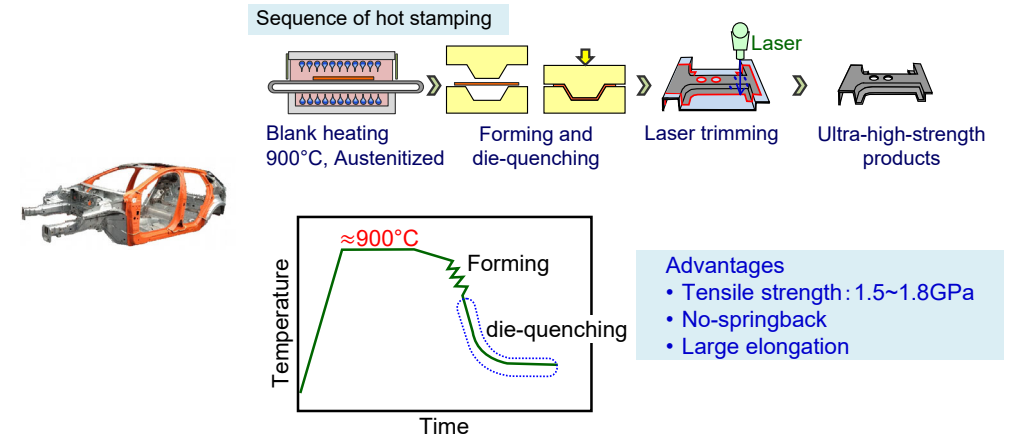 Sequence of hot stamping
Laser
Blank heating
900°C, Austenitized
Forming and
die-quenching
Laser trimming
Ultra-high-strength
products
≈900°C
Forming
die-quenching
Temperature
Time
Advantages
• Tensile strength：1.5~1.8GPa
• No-springback
• Large elongation